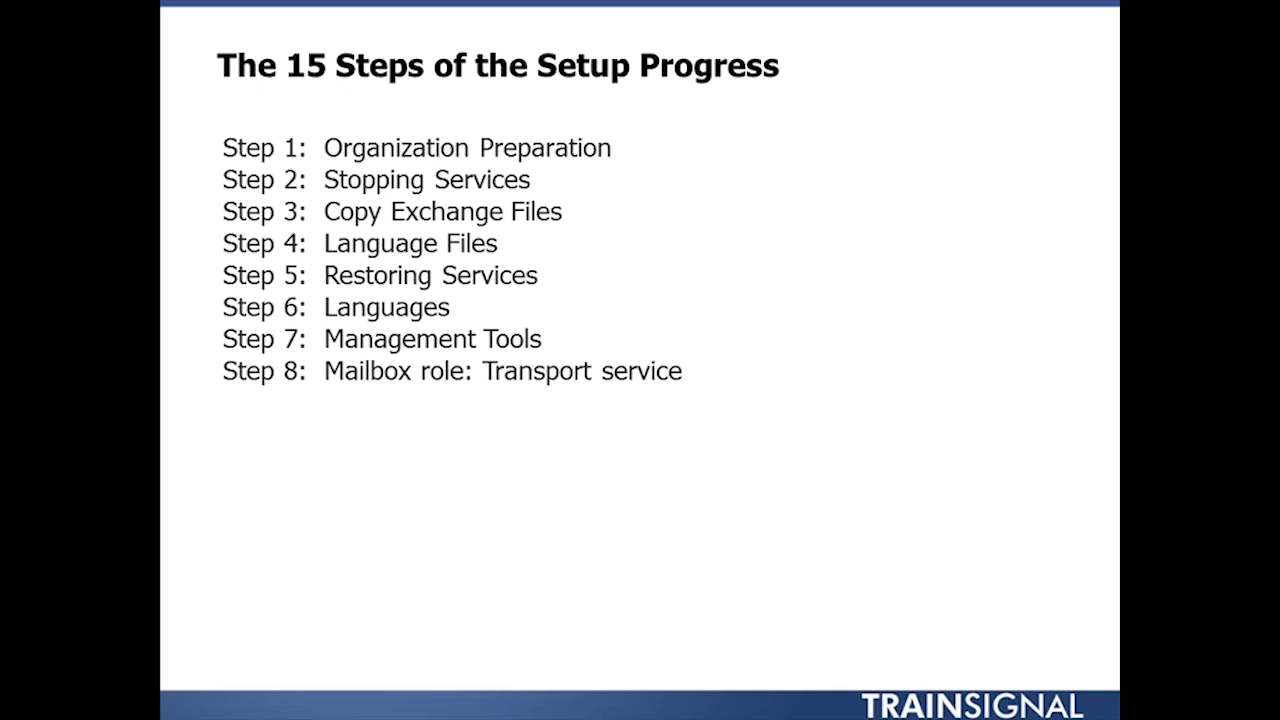 The 15 Steps of the Setup Progress
Step 1: Organization Preparation
Step 2: Stopping Services
Step 3: Copy Exchange Files
Step 4: Language Files
Step 5: Restoring Services
Step 6: Languages
Step 7: Management Tools
Step 8: Mailbox role: Transport service
TRAINSIGNAL